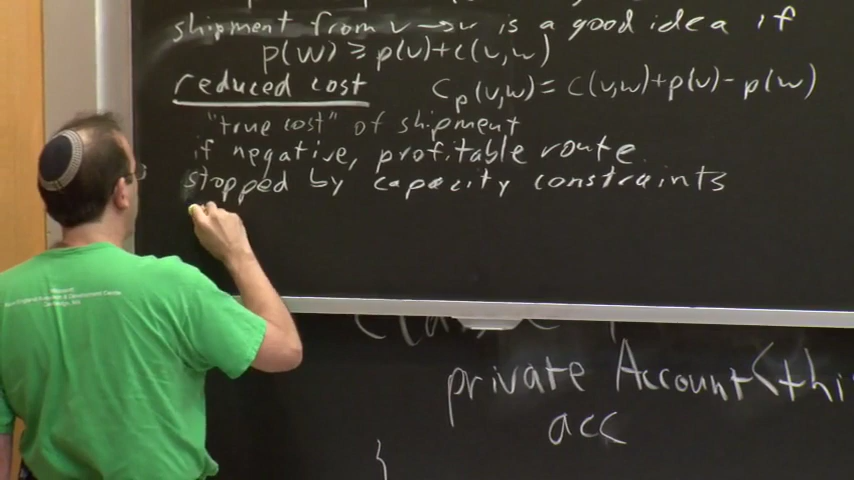 shipment from v → w is a good idea if
p(w) ≥ p(v) + c(v,w)
reduced cost
c_p(v,w) = c(v,w) + p(v) - p(w)
"true cost" of shipment
if negative, profitable route.
stopped by capacity constraints
private Account<thi
acc
}